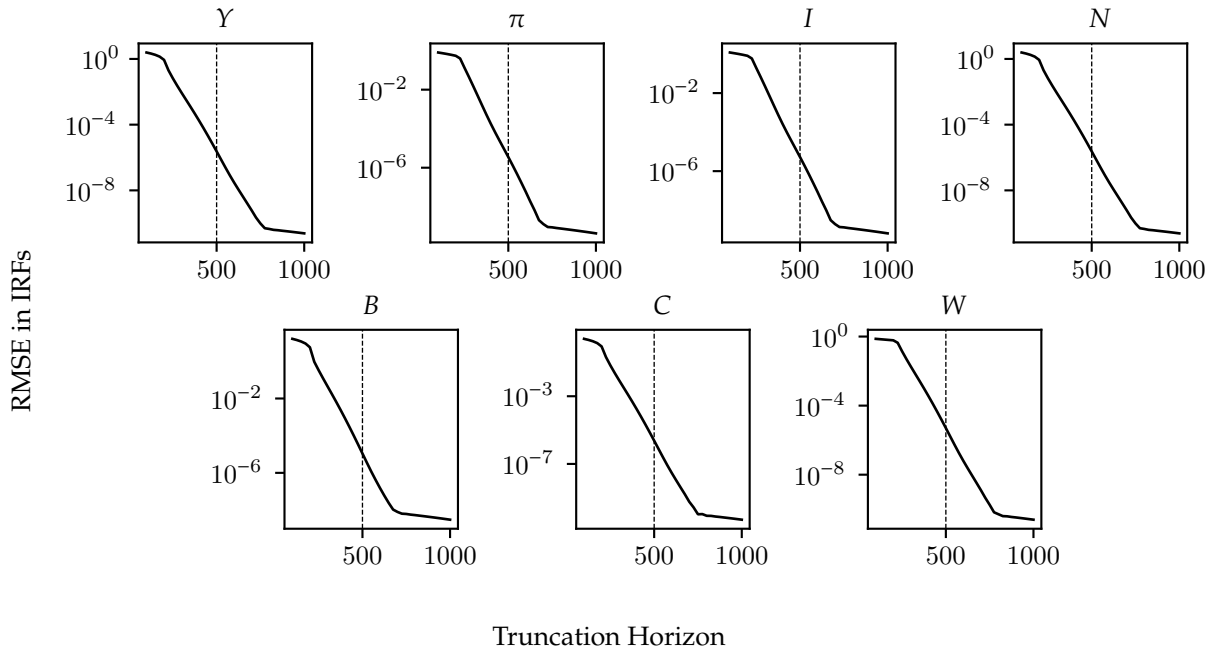 Y π I N
10^0 10^-2 10^-2 10^0
10^-4 10^-6 10^-6 10^-4
10^-8 10^-8
500 1000 500 1000 500 1000 500 1000
RMSE in IRFs
B C W
10^-2 10^-3 10^0
10^-6 10^-7 10^-4
10^-8
500 1000 500 1000 500 1000
Truncation Horizon